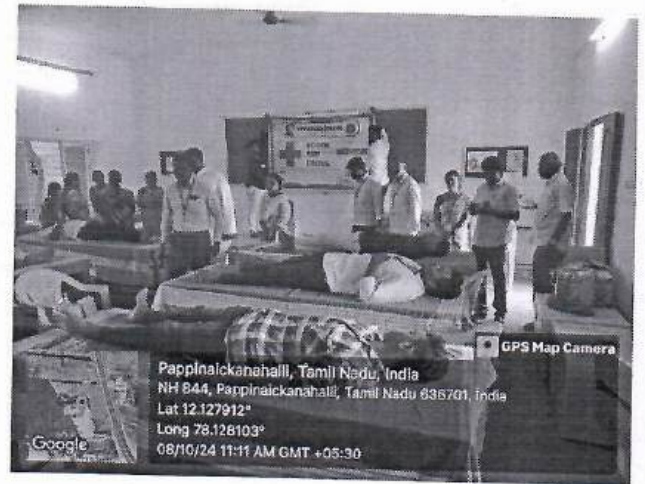 GPS Map Camera
Pappinaickanahalli, Tamil Nadu, India
NH 844, Pappinaickanahalli, Tamil Nadu 636701, India
Lat 12.127912°
Long 78.128103°
08/10/24 11:11 AM GMT +05:30
Google